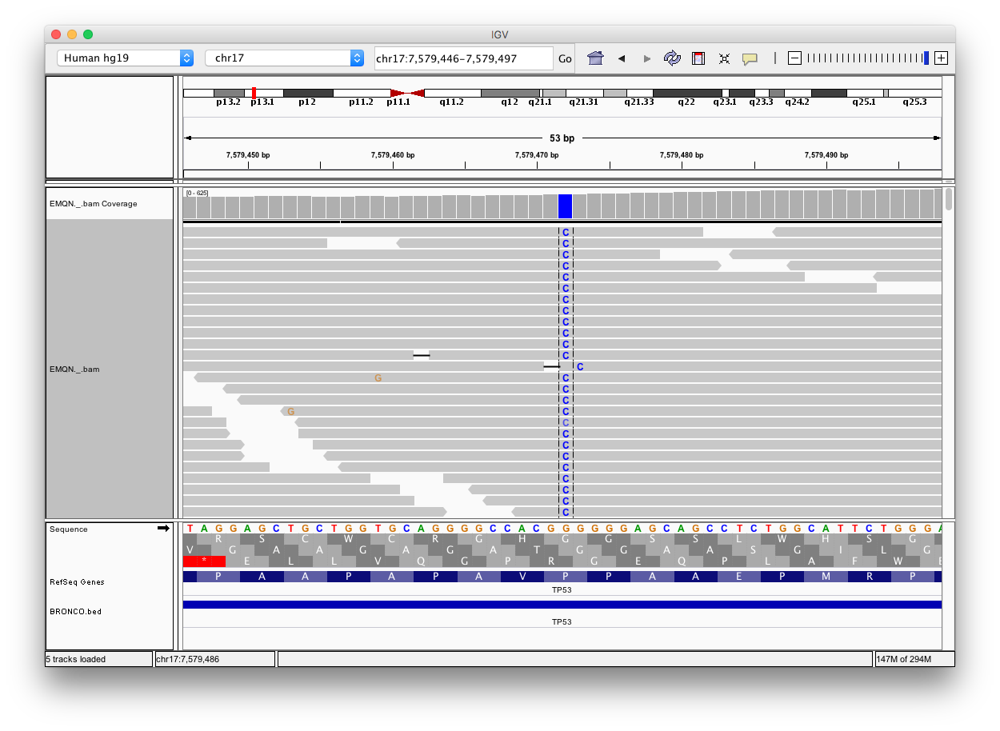 IGV
Human hg19 chr17 chr17:7,579,446-7,579,497 Go
p13.2 p13.1 p12 p11.2 p11.1 q11.2 q12 q21.1 q21.31 q21.33 q22 q23.1 q23.3 q24.2 q25.1 q25.3
53 bp
7,579,450 bp 7,579,460 bp 7,579,470 bp 7,579,480 bp 7,579,490 bp
[0 - 625]
EMQN._.bam Coverage
C
C
C
C
C
C
C
C
C
C
C
C
C
G C
C
C
G C
C
C
C
C
C
C
C
C
C
EMQN._.bam
Sequence T A G G A G C T G C T G G T G C A G G G G C C A C G G G G G G A G C A G C C T C T G G C A T T C T G G G A
R S C W C R G H G G S S L W H S G
V G A A G A G A T G G A A S G I L G
* E L L V Q G P R G E Q P L A F W E
P A A P A P A V P P A A E P M R P
RefSeq Genes
TP53
BRONCO.bed
TP53
5 tracks loaded chr17:7,579,486 147M of 294M